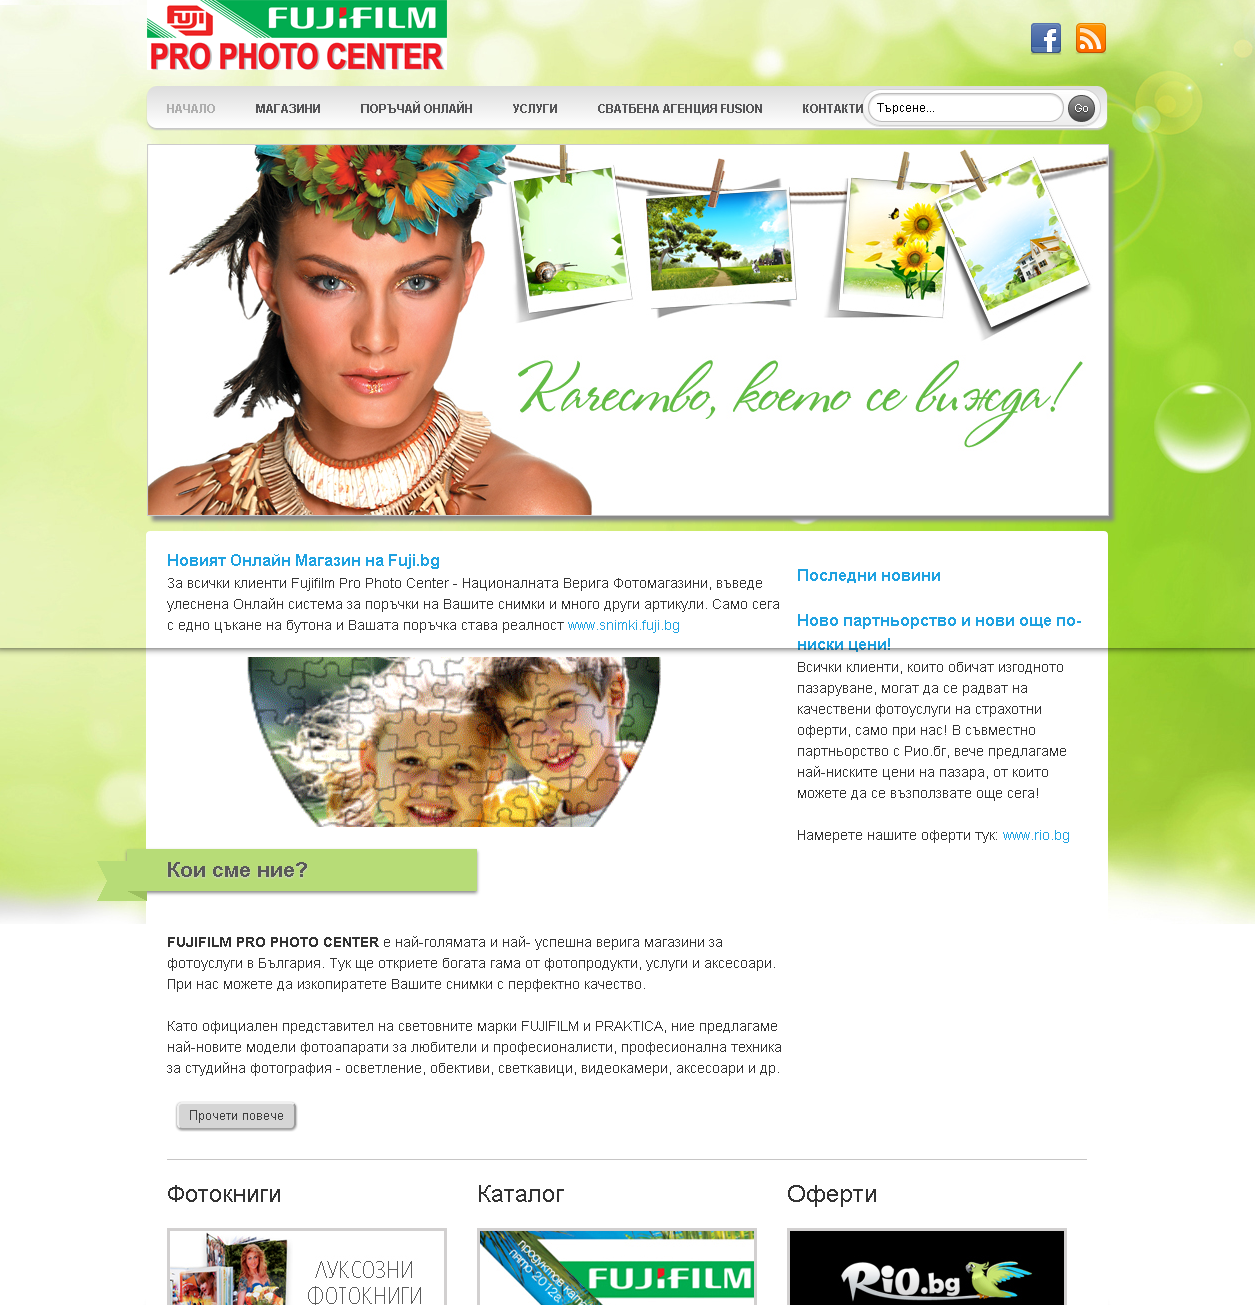 FUJIFILM
PRO PHOTO CENTER
НАЧАЛО
МАГАЗИНИ
ПОРЪЧАЙ ОНЛАЙН
УСЛУГИ
СВАТБЕНА АГЕНЦИЯ FUSION
КОНТАКТИ
Търсене...
Go
Качество, което се вижда!
Новият Онлайн Магазин на Fuji.bg
За всички клиенти Fujifilm Pro Photo Center - Националната Верига Фотомагазини, въведе
улеснена Онлайн система за поръчки на Вашите снимки и много други артикули. Само сега
с едно цъкане на бутона и Вашата поръчка става реалност www.snimki.fuji.bg
Последни новини
Ново партньорство и нови още по-
ниски цени!
Всички клиенти, които обичат изгодното
пазаруване, могат да се радват на
качествени фотоуслуги на страхотни
оферти, само при нас! В съвместно
партньорство с Рио.бг, вече предлагаме
най-ниските цени на пазара, от които
можете да се възползвате още сега!
Намерете нашите оферти тук: www.rio.bg
Кои сме ние?
FUJIFILM PRO PHOTO CENTER е най-голямата и най- успешна верига магазини за
фотоуслуги в България. Тук ще откриете богата гама от фотопродукти, услуги и аксесоари.
При нас можете да изкопиратете Вашите снимки с перфектно качество.
Като официален представител на световните марки FUJIFILM и PRAKTICA, ние предлагаме
най-новите модели фотоапарати за любители и професионалисти, професионална техника
за студийна фотография - осветление, обективи, светкавици, видеокамери, аксесоари и др.
Прочети повече
Фотокниги
Каталог
Оферти
ЛУКСОЗНИ
ФОТОКНИГИ
продуктов
лято 2012г.
FUJIFILM
RiO.bg